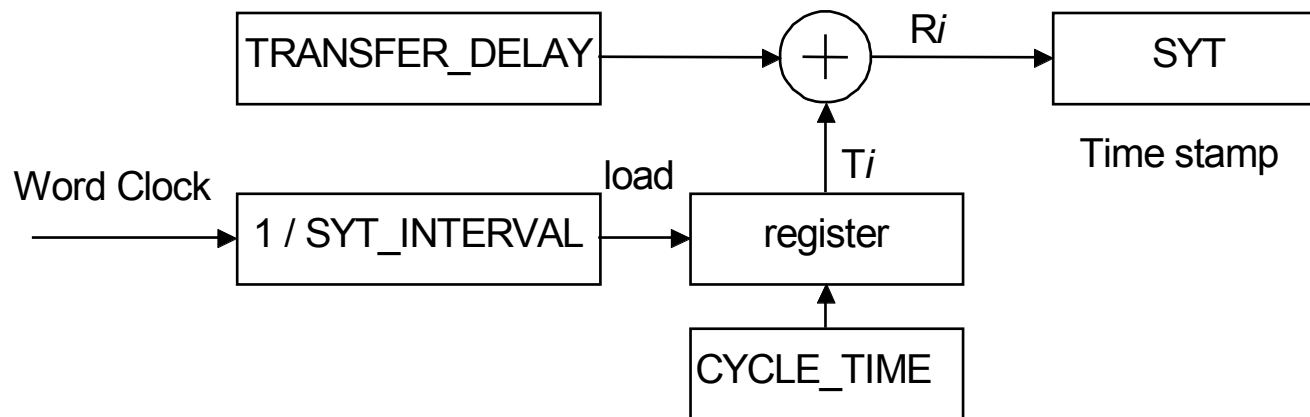 TRANSFER_DELAY
Ri
SYT
Time stamp
Word Clock
1 / SYT_INTERVAL
load
Ti
register
CYCLE_TIME